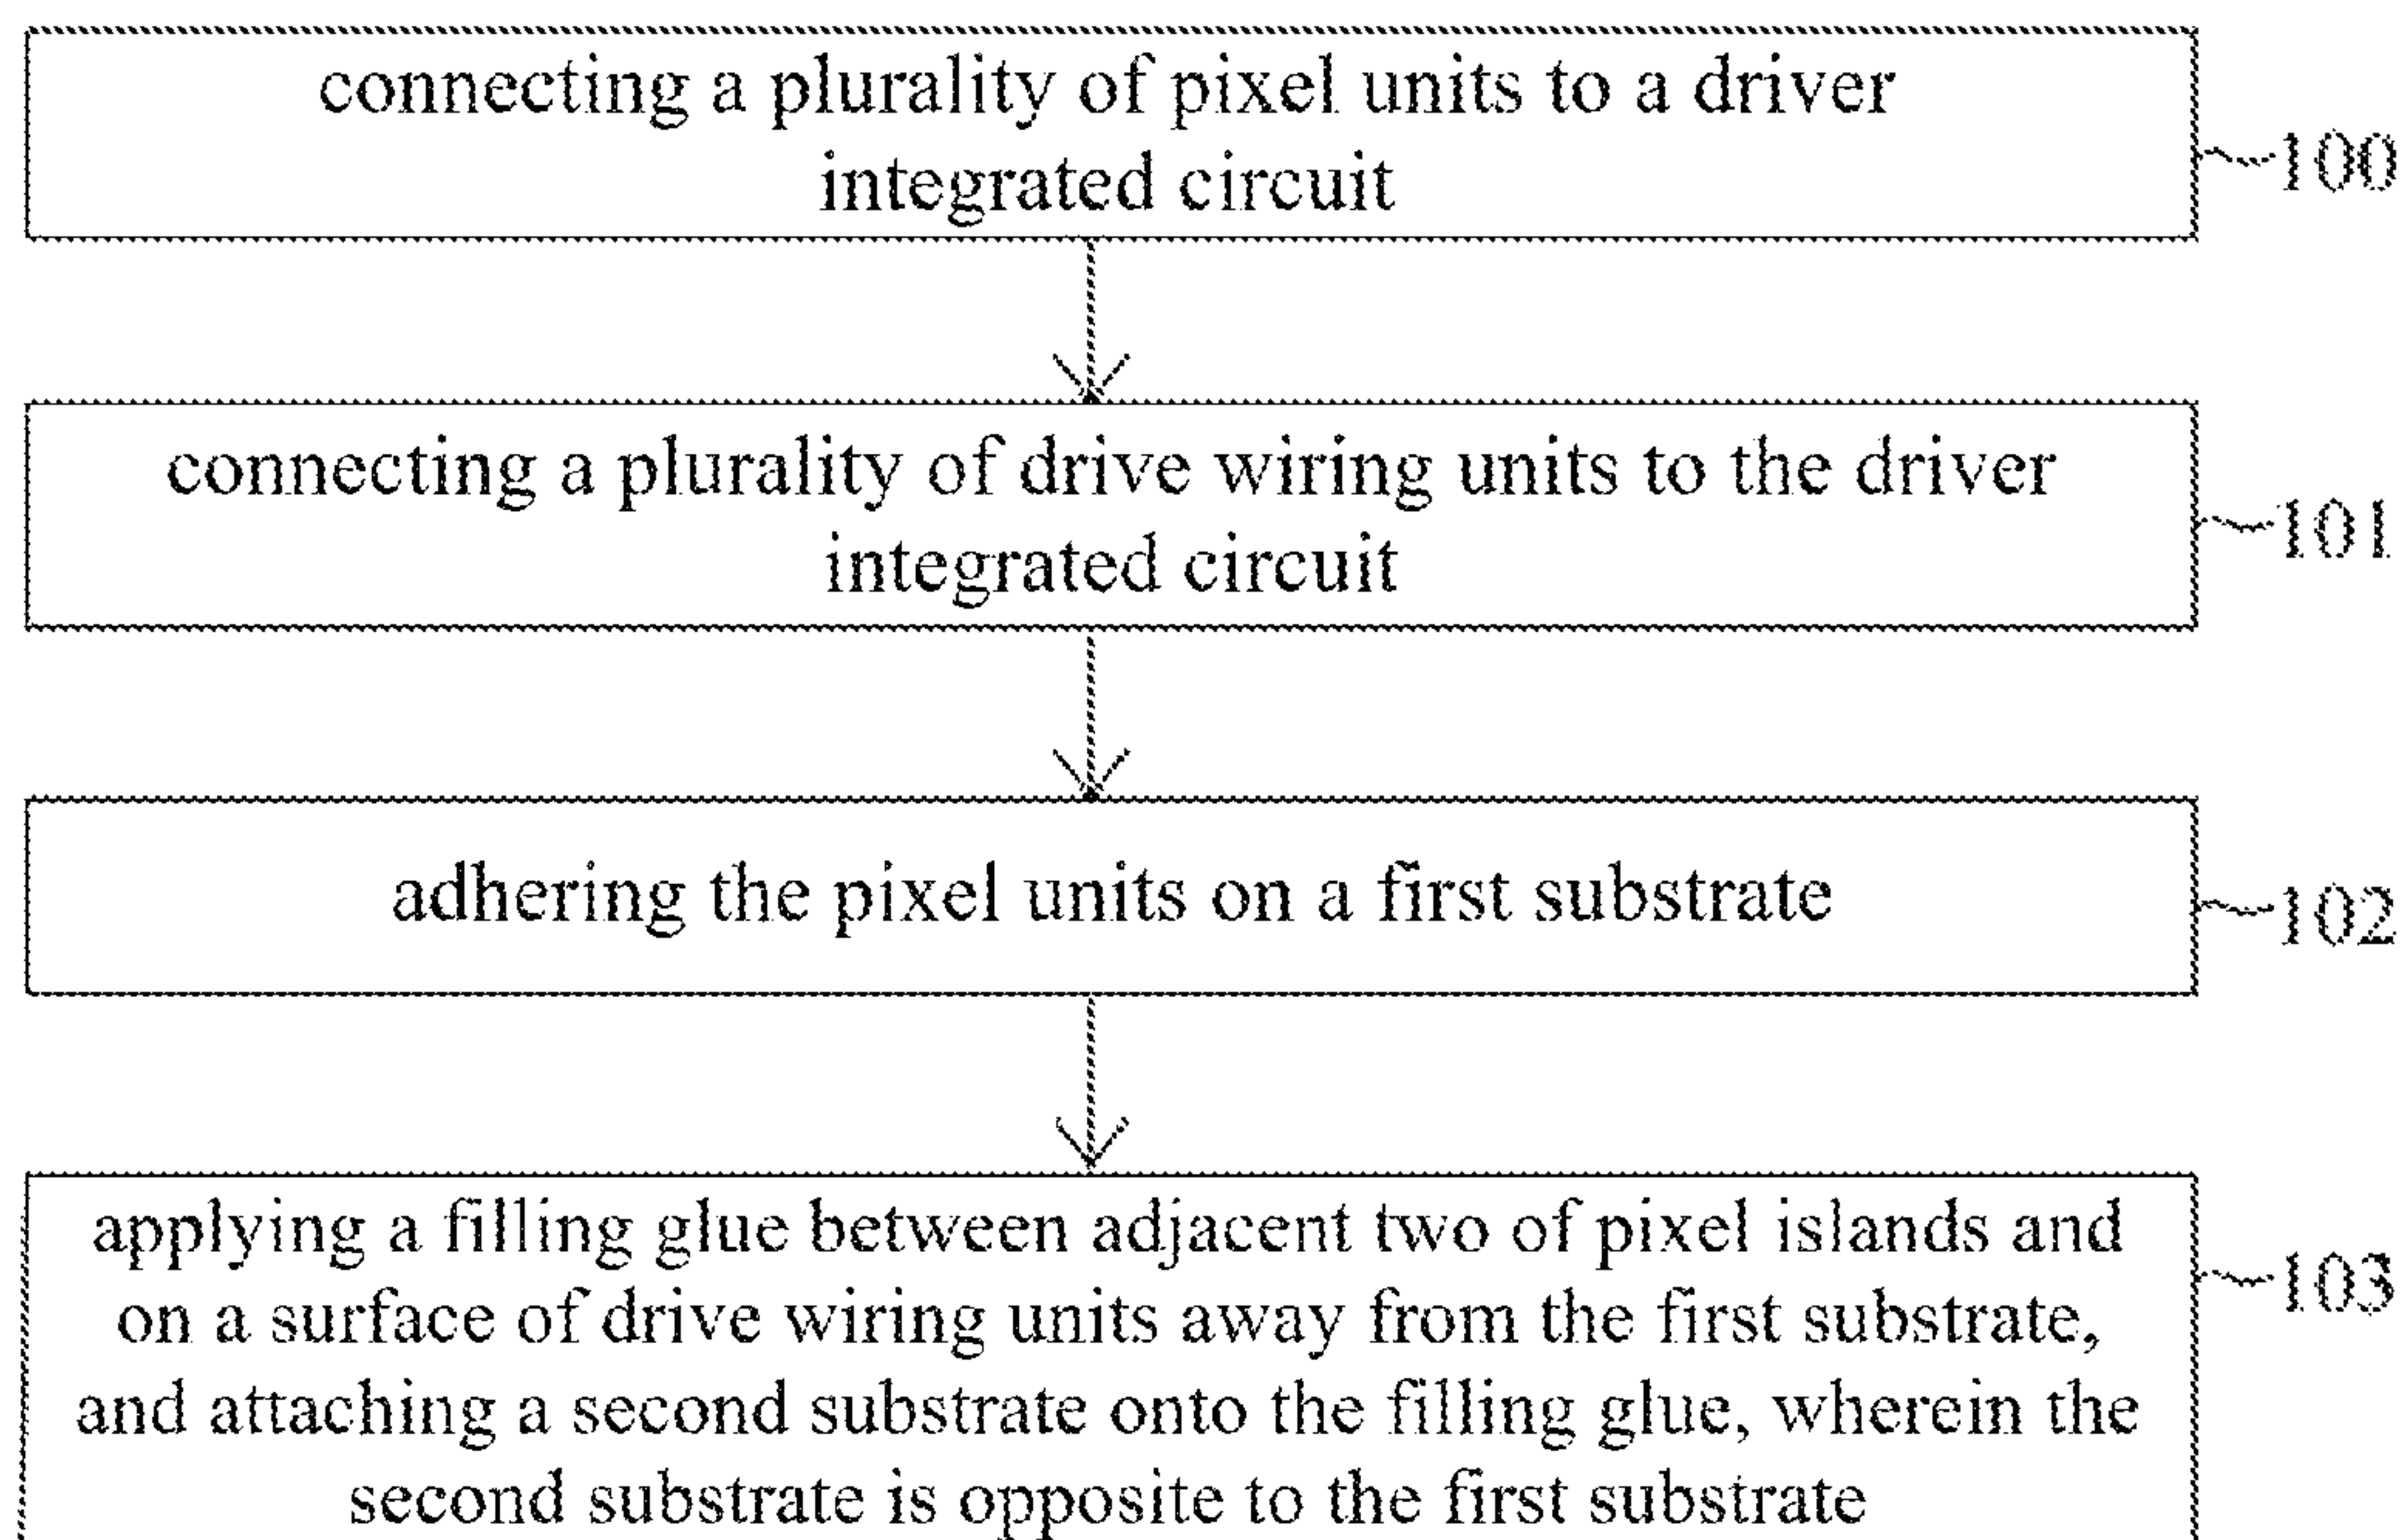 connecting a plurality of pixel units to a driver
integrated circuit
100
connecting a plurality of drive wiring units to the driver
integrated circuit
101
adhering the pixel units on a first substrate
102
applying a filling glue between adjacent two of pixel islands and
on a surface of drive wiring units away from the first substrate,
and attaching a second substrate onto the filling glue, wherein the
second substrate is opposite to the first substrate
103